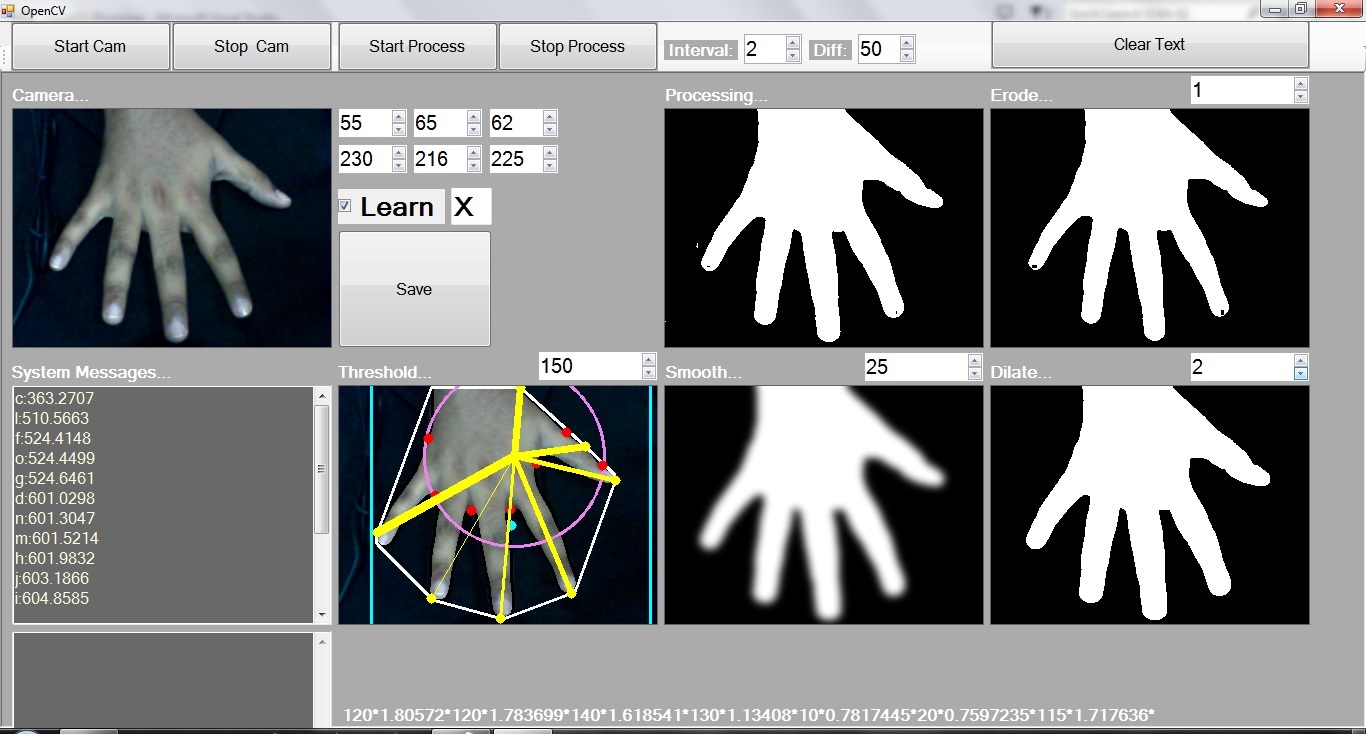 OpenCV
Start Cam Stop Cam Start Process Stop Process Interval: 2 Diff: 50 Clear Text
Camera... Processing... Erode... 1
55 65 62
230 216 225
Learn X
Save
System Messages... Threshold... 150 Smooth... 25 Dilate... 2
c:363.2707
l:510.5663
f:524.4148
o:524.4499
g:524.6461
d:601.0298
n:601.3047
m:601.5214
h:601.9832
j:603.1866
i:604.8585
120*1.80572*120*1.783699*140*1.618541*130*1.13408*10*0.7817445*20*0.7597235*115*1.717636*